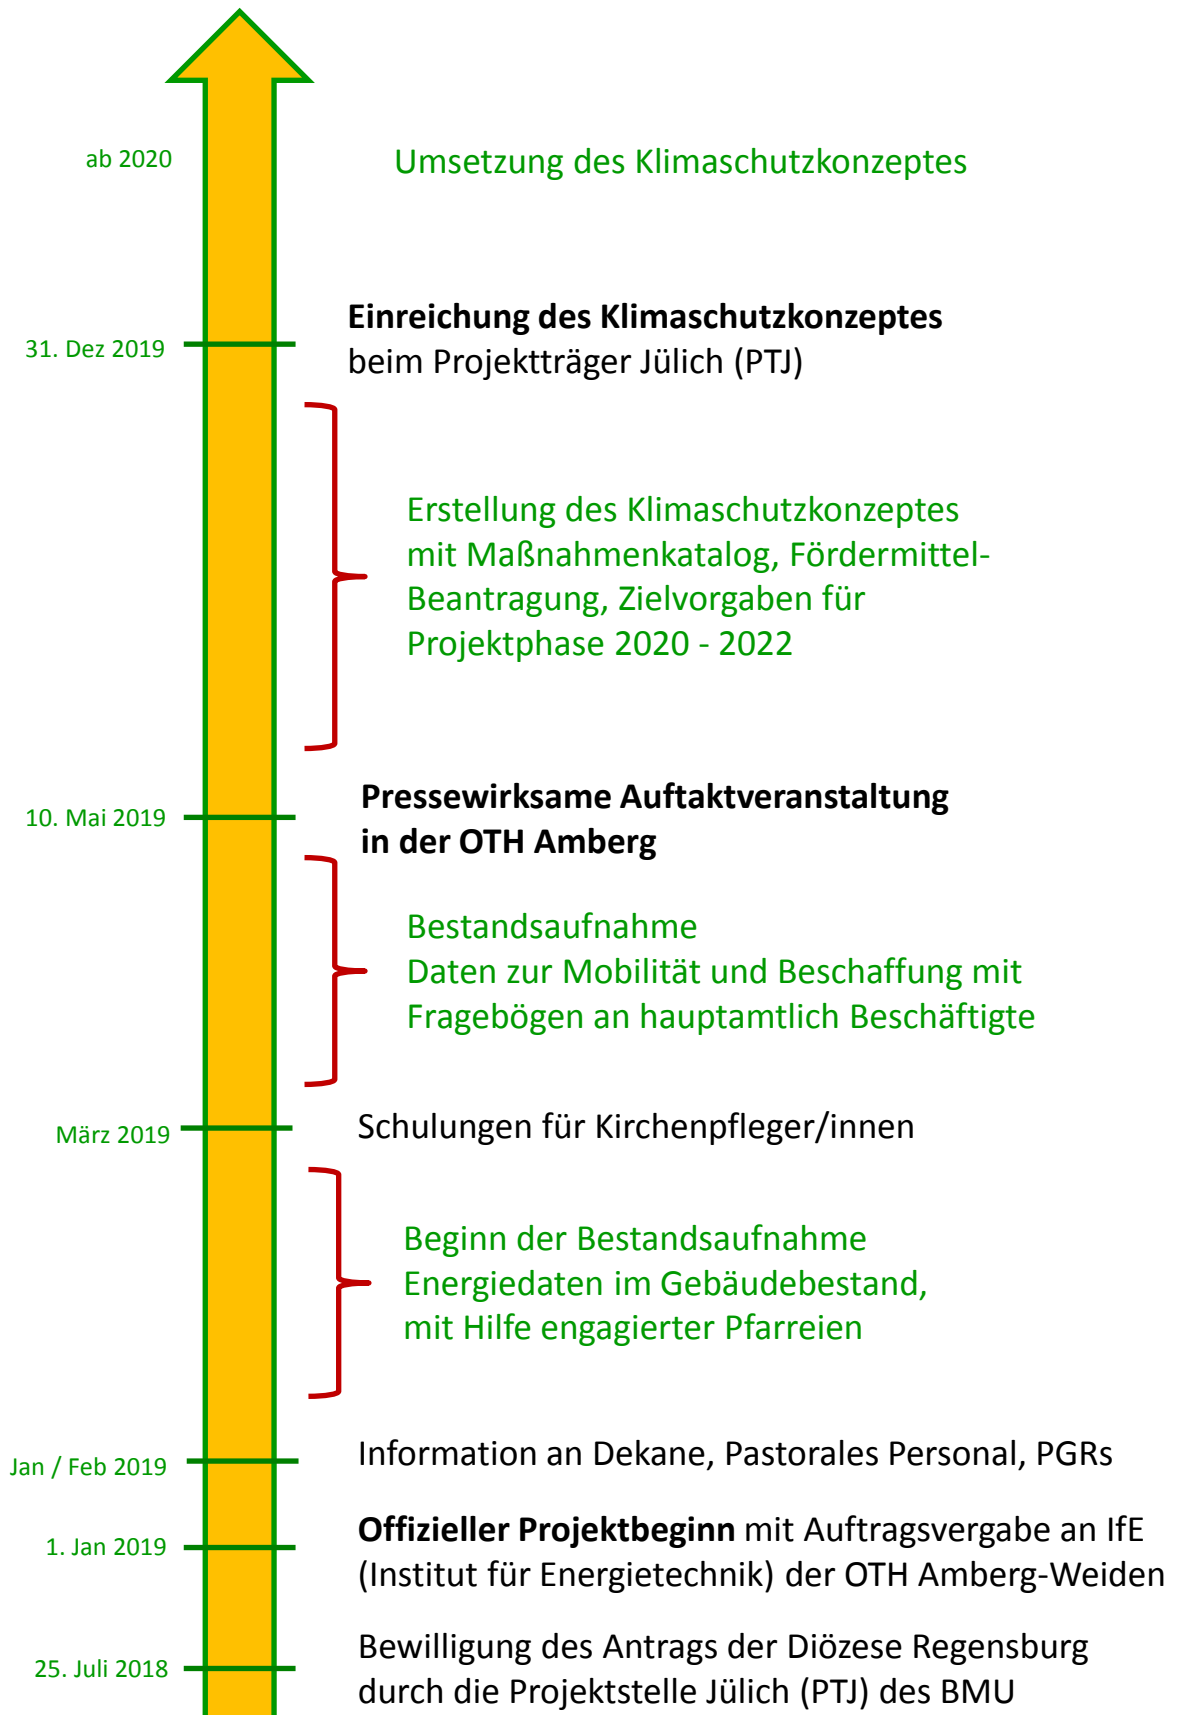 ab 2020
Umsetzung des Klimaschutzkonzeptes
31. Dez 2019
Einreichung des Klimaschutzkonzeptes
beim Projektträger Jülich (PTJ)
Erstellung des Klimaschutzkonzeptes
mit Maßnahmenkatalog, Fördermittel-
Beantragung, Zielvorgaben für
Projektphase 2020 - 2022
10. Mai 2019
Pressewirksame Auftaktveranstaltung
in der OTH Amberg
Bestandsaufnahme
Daten zur Mobilität und Beschaffung mit
Fragebögen an hauptamtlich Beschäftigte
März 2019
Schulungen für Kirchenpfleger/innen
Beginn der Bestandsaufnahme
Energiedaten im Gebäudebestand,
mit Hilfe engagierter Pfarreien
Jan / Feb 2019
Information an Dekane, Pastorales Personal, PGRs
1. Jan 2019
Offizieller Projektbeginn mit Auftragsvergabe an IfE
(Institut für Energietechnik) der OTH Amberg-Weiden
25. Juli 2018
Bewilligung des Antrags der Diözese Regensburg
durch die Projektstelle Jülich (PTJ) des BMU